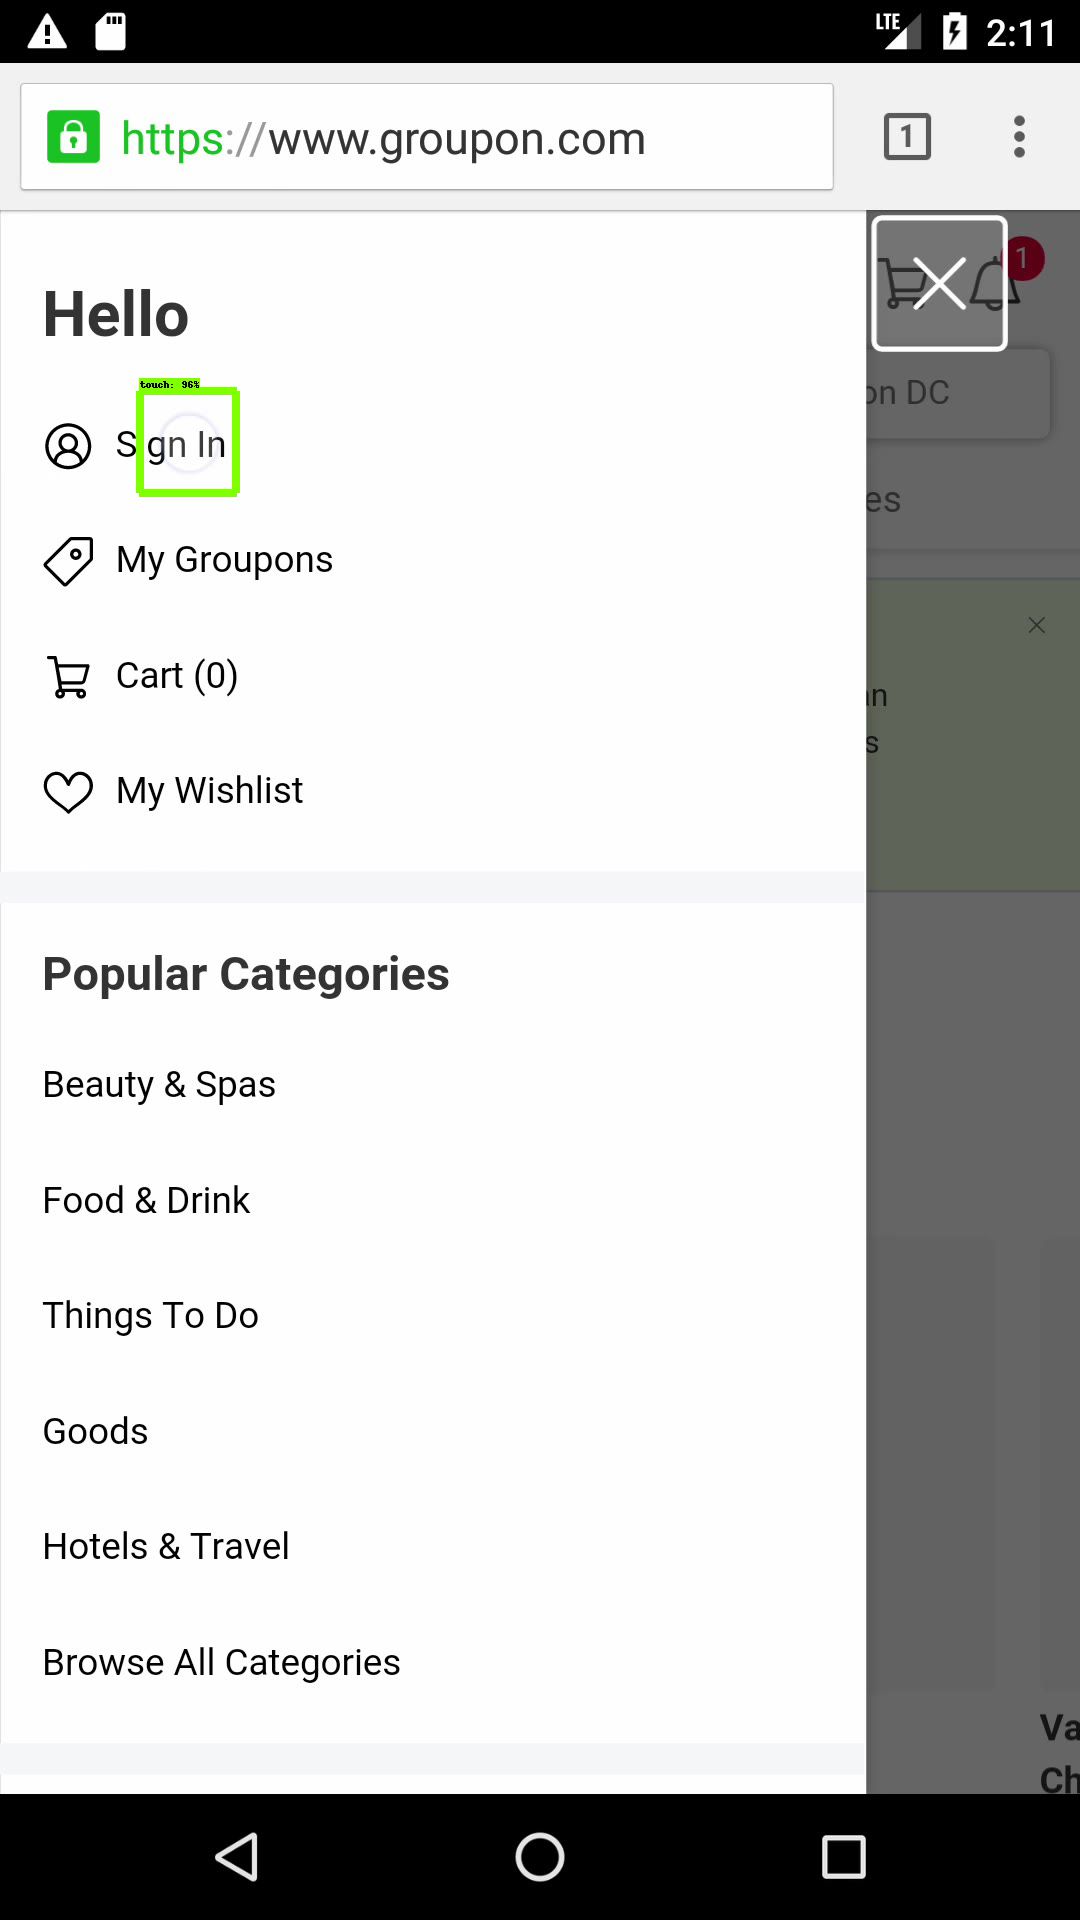 LTE 2:11
https://www.groupon.com 1
Hello
1
touch: 96%
Sign In
on DC
My Groupons
es
Cart (0)
an
s
My Wishlist
Popular Categories
Beauty & Spas
Food & Drink
Things To Do
Goods
Hotels & Travel
Browse All Categories
Va
Ch